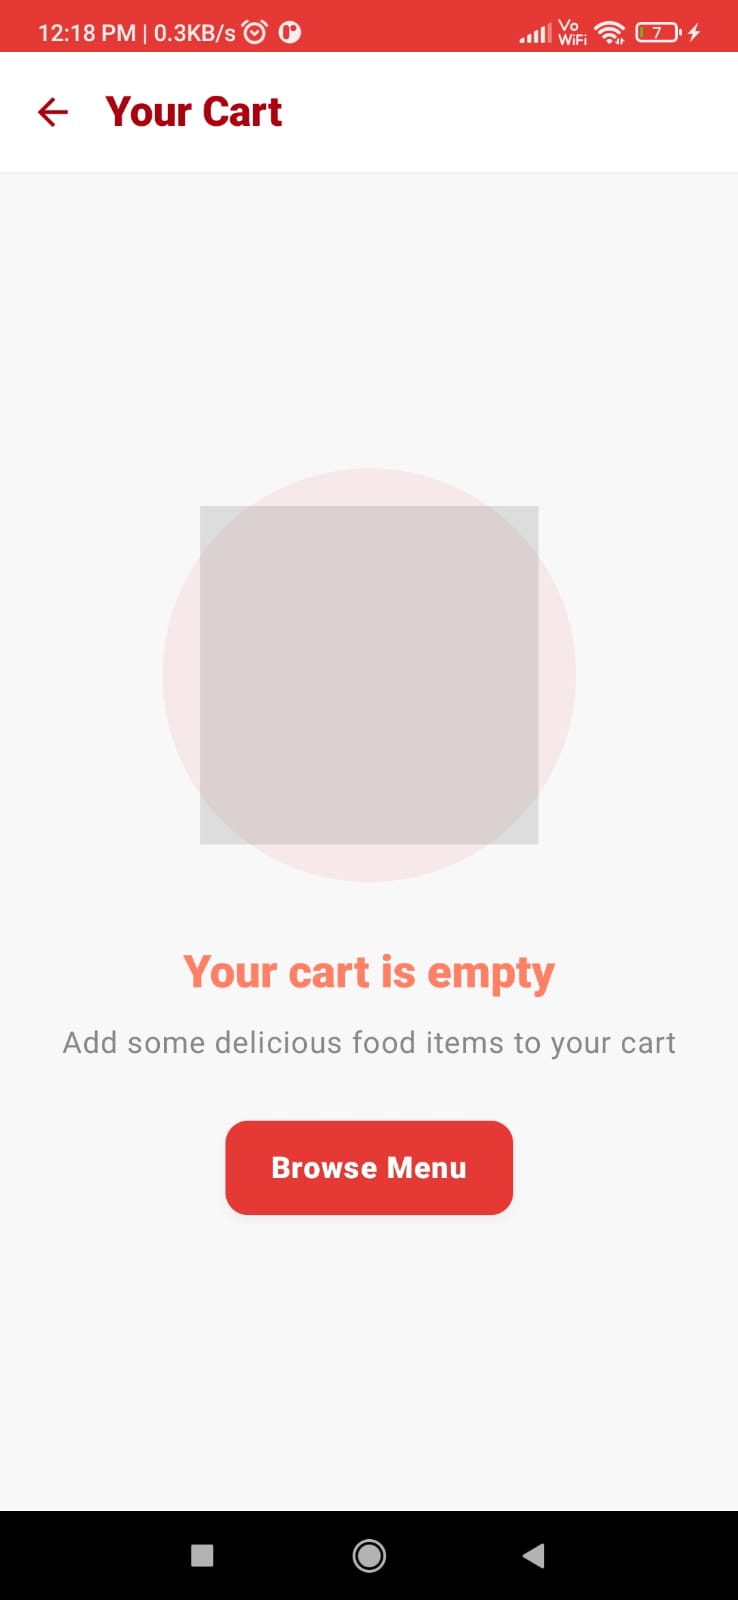 12:18 PM | 0.3KB/s
Vo
WiFi
7
Your Cart
Your cart is empty
Add some delicious food items to your cart
Browse Menu